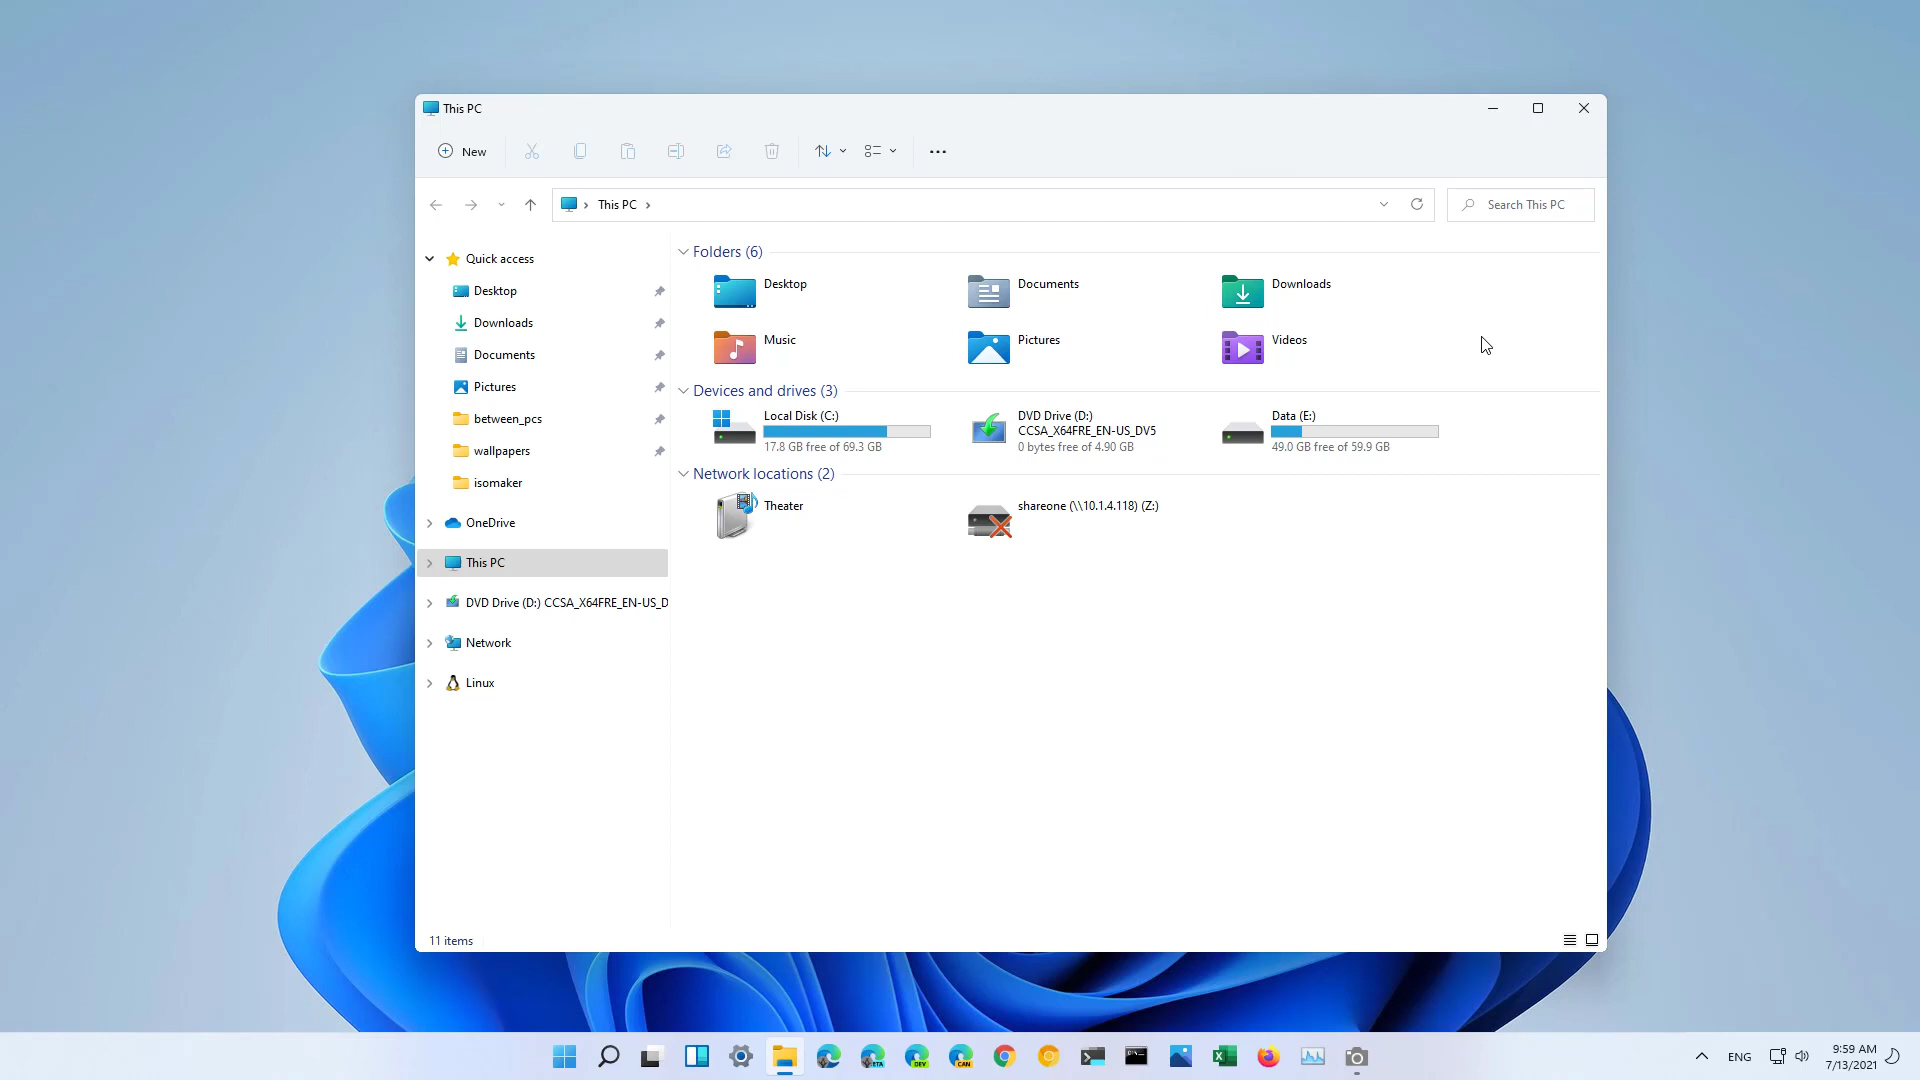 This PC
New
This PC
Search This PC
Quick access
Desktop
Downloads
Documents
Pictures
between_pcs
wallpapers
isomaker
OneDrive
This PC
DVD Drive (D:) CCSA_X64FRE_EN-US_D
Network
Linux
Folders (6)
Desktop
Documents
Downloads
Music
Pictures
Videos
Devices and drives (3)
Local Disk (C:)
17.8 GB free of 69.3 GB
DVD Drive (D:)
CCSA_X64FRE_EN-US_DV5
0 bytes free of 4.90 GB
Data (E:)
49.0 GB free of 59.9 GB
Network locations (2)
Theater
shareone (\\10.1.4.118) (Z:)
11 items
BETA
DEV
CAN
ENG
9:59 AM
7/13/2021